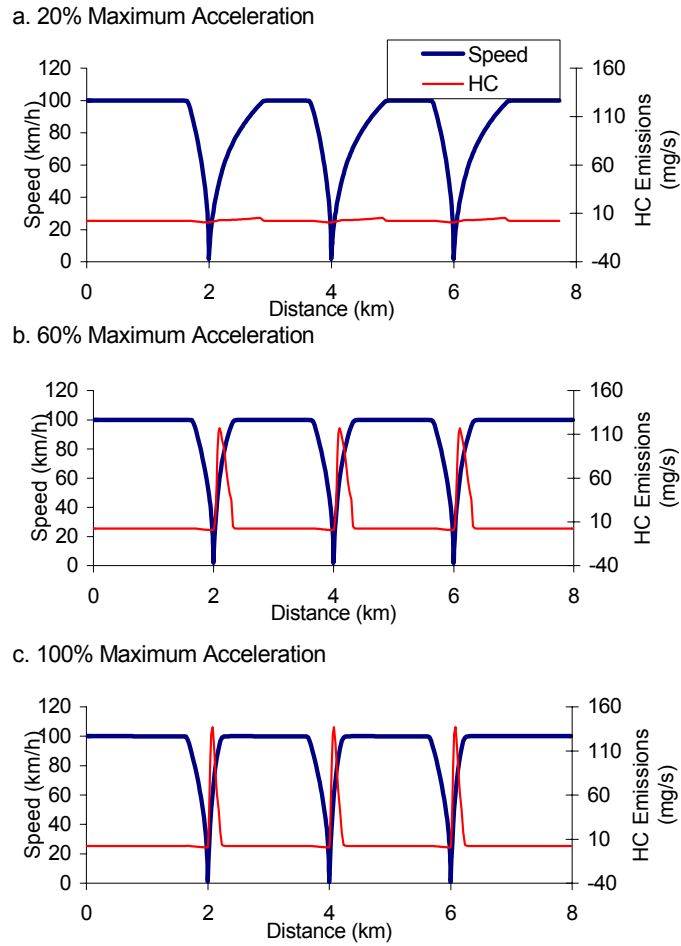 a. 20% Maximum Acceleration
Speed
HC
120
100
80
60
40
20
0
Speed (km/h)
160
110
60
10
-40
HC Emissions
(mg/s)
0 2 4 6 8
Distance (km)
b. 60% Maximum Acceleration
120
100
80
60
40
20
0
Speed (km/h)
160
110
60
10
-40
HC Emissions
(mg/s)
0 2 4 6 8
Distance (km)
c. 100% Maximum Acceleration
120
100
80
60
40
20
0
Speed (km/h)
160
110
60
10
-40
HC Emissions
(mg/s)
0 2 4 6 8
Distance (km)